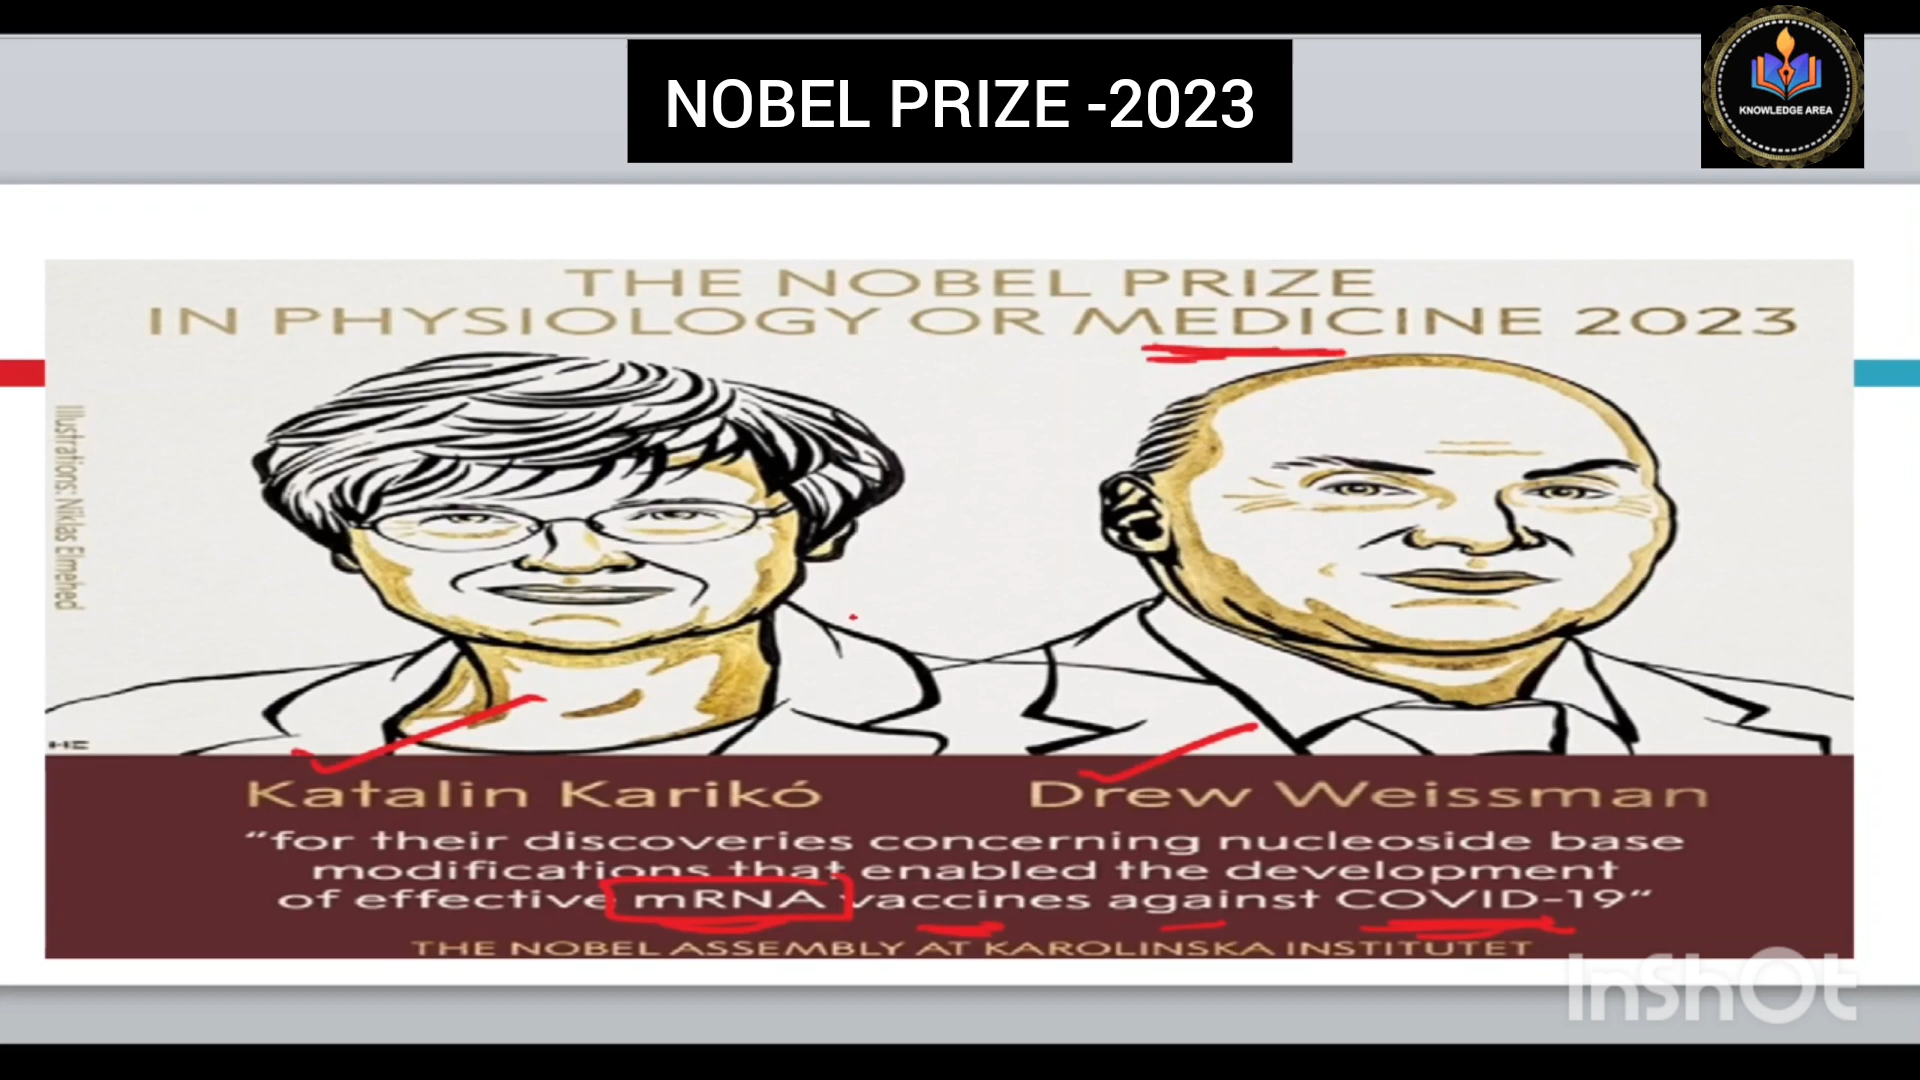 NOBEL PRIZE -2023
KNOWLEDGE AREA
THE NOBEL PRIZE
IN PHYSIOLOGY OR MEDICINE 2023
Illustrations: Niklas Elmehed
Katalin Karikó
Drew Weissman
“for their discoveries concerning nucleoside base
modifications that enabled the development
of effective mRNA vaccines against COVID-19“
THE NOBEL ASSEMBLY AT KAROLINSKA INSTITUTET
InShOt